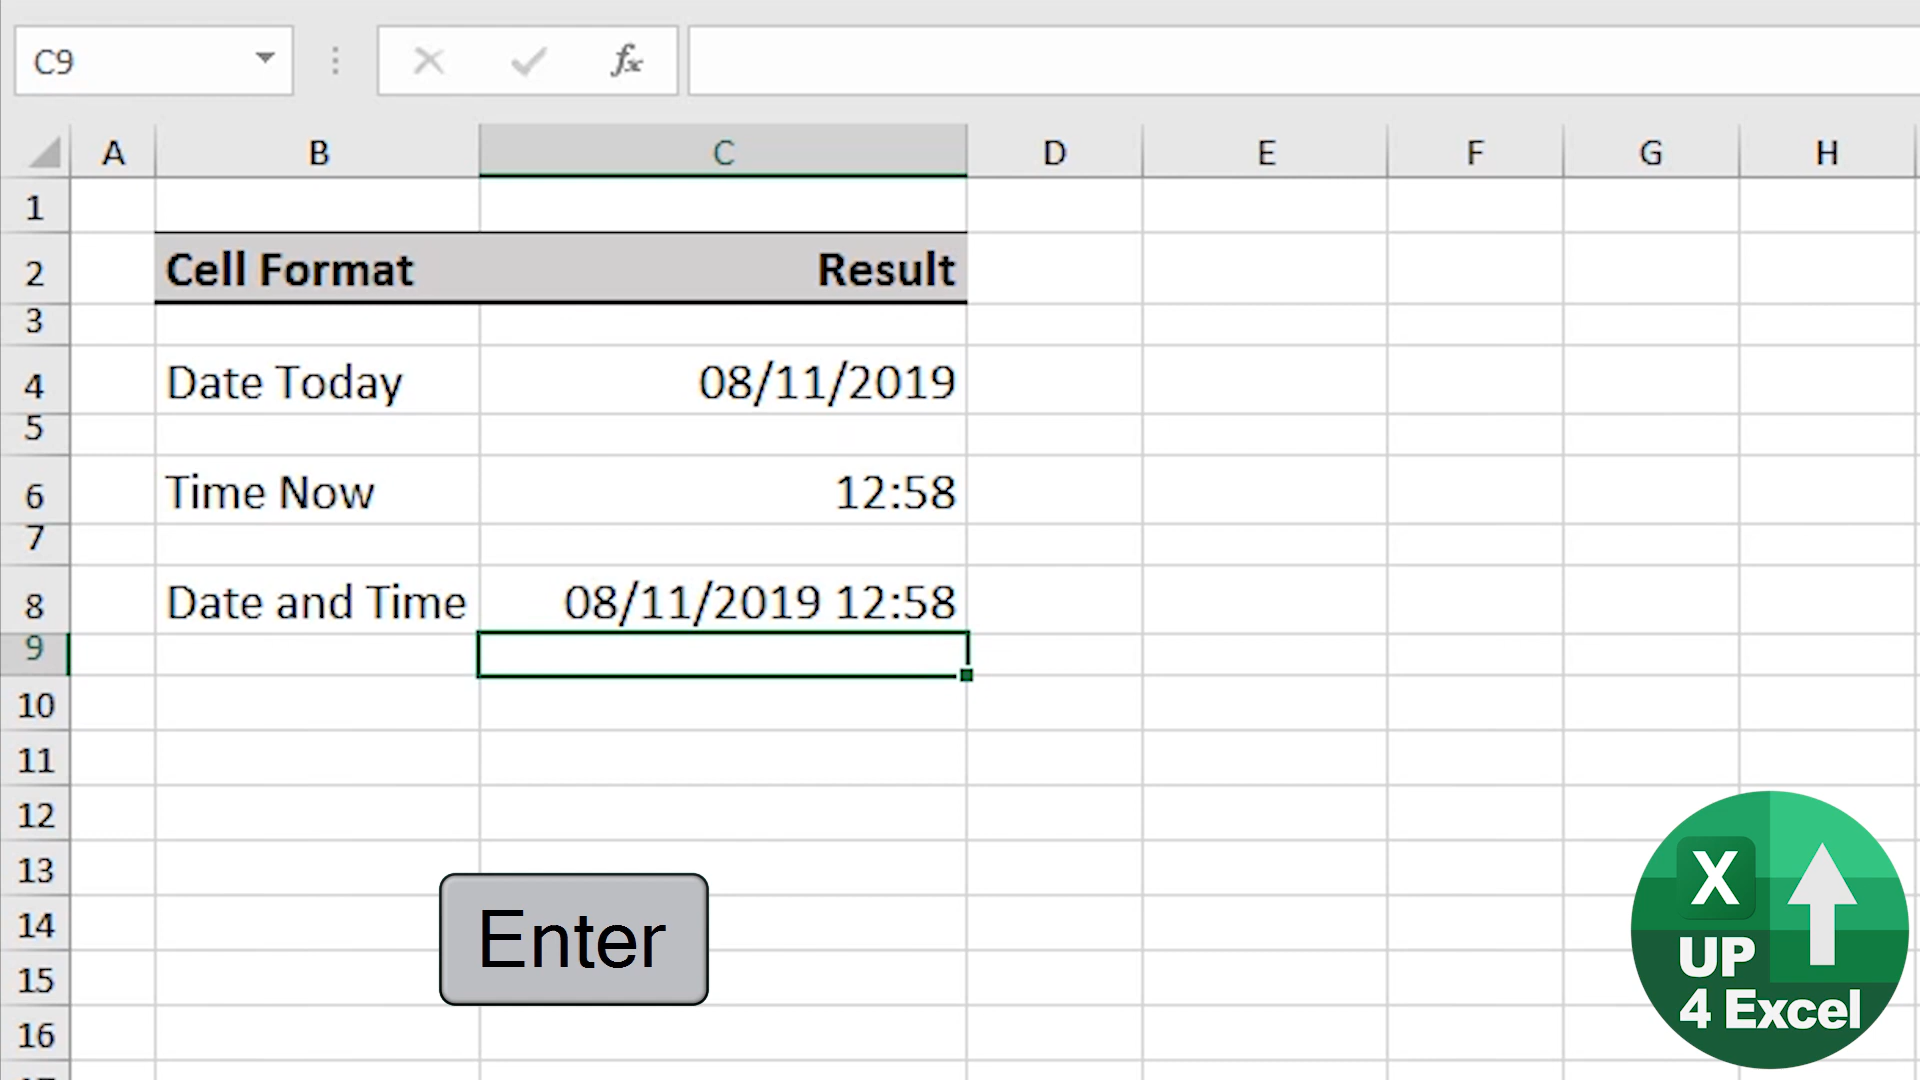 C9
fx
A B C D E F G H
1
2 Cell Format Result
3
4 Date Today 08/11/2019
5
6 Time Now 12:58
7
8 Date and Time 08/11/2019 12:58
9
10
11
12
13
14
15
16
Enter
X
UP
4 Excel